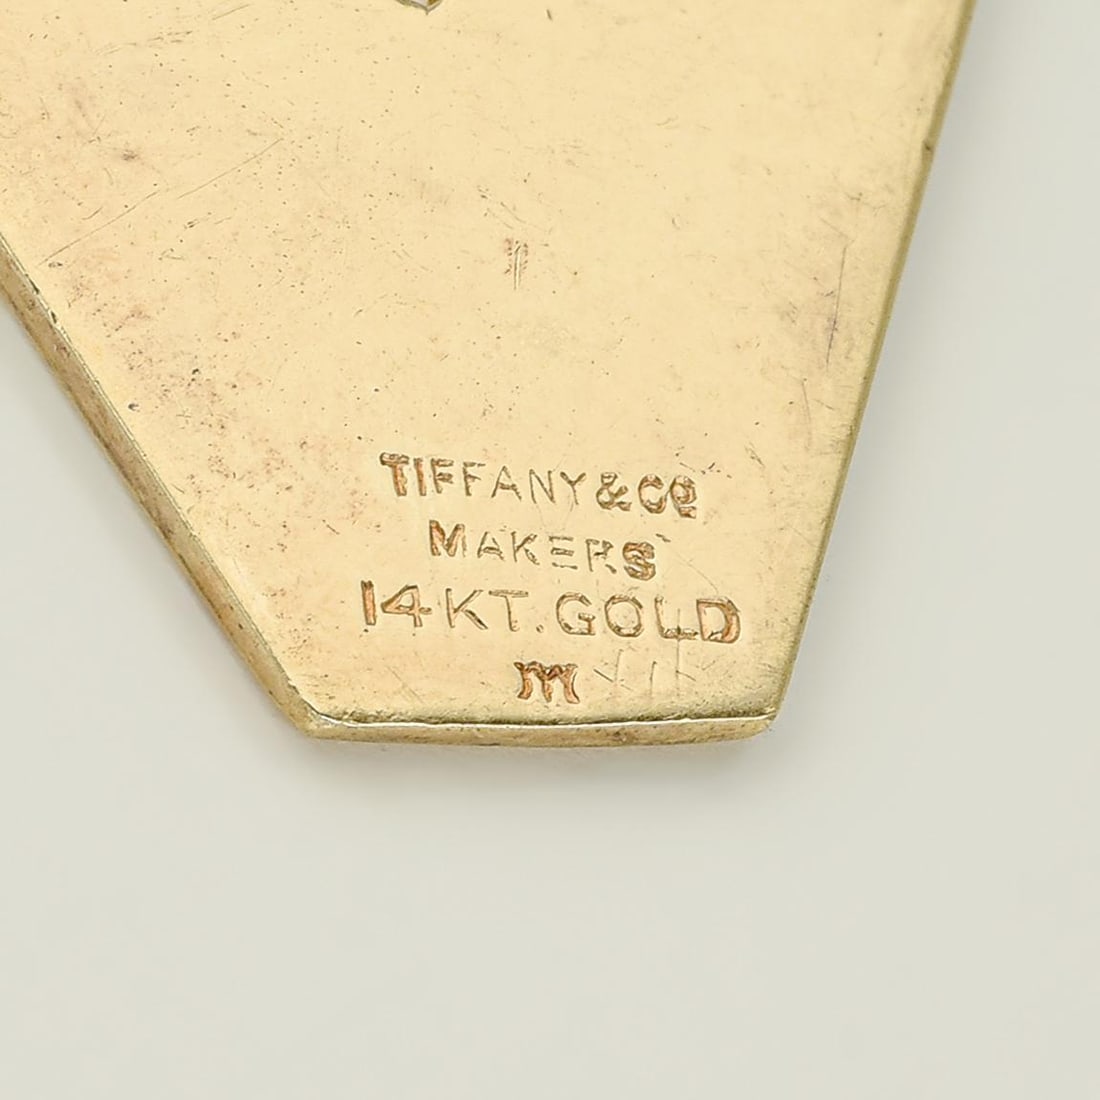 TIFFANY & Co
MAKERS
14KT. GOLD
m